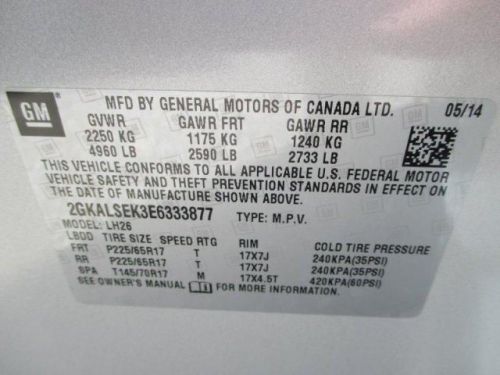 GM
MFD BY GENERAL MOTORS OF CANADA LTD. 05/14
GVWR GAWR FRT GAWR RR
2250 KG 1175 KG 1240 KG
4960 LB 2590 LB 2733 LB
THIS VEHICLE CONFORMS TO ALL APPLICABLE U.S. FEDERAL MOTOR
VEHICLE SAFETY AND THEFT PREVENTION STANDARDS IN EFFECT ON
THE DATE OF MANUFACTURE SHOWN ABOVE.
2GKALSEK3E6333877 TYPE: M.P.V.
MODEL: LH26
LBDD TIRE SIZE SPEED RTG RIM COLD TIRE PRESSURE
FRT P225/65R17 T 17X7J 240KPA(35PSI)
RR P225/65R17 T 17X7J 240KPA(35PSI)
SPA T145/70R17 M 17X4.5T 420KPA(60PSI)
SEE OWNER'S MANUAL FOR MORE INFORMATION